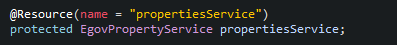 @Resource(name = "propertiesService")
protected EgovPropertyService propertiesService;